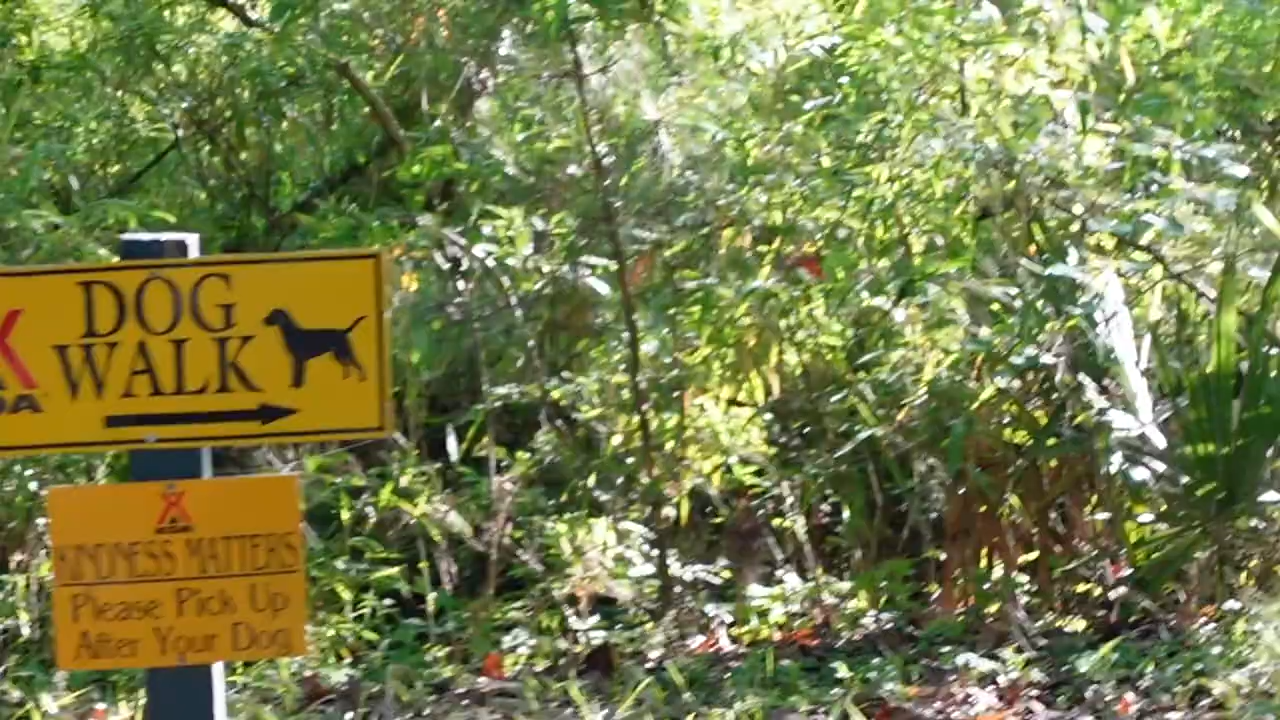 DOG
WALK
KINDNESS MATTERS
Please Pick Up
After Your Dog